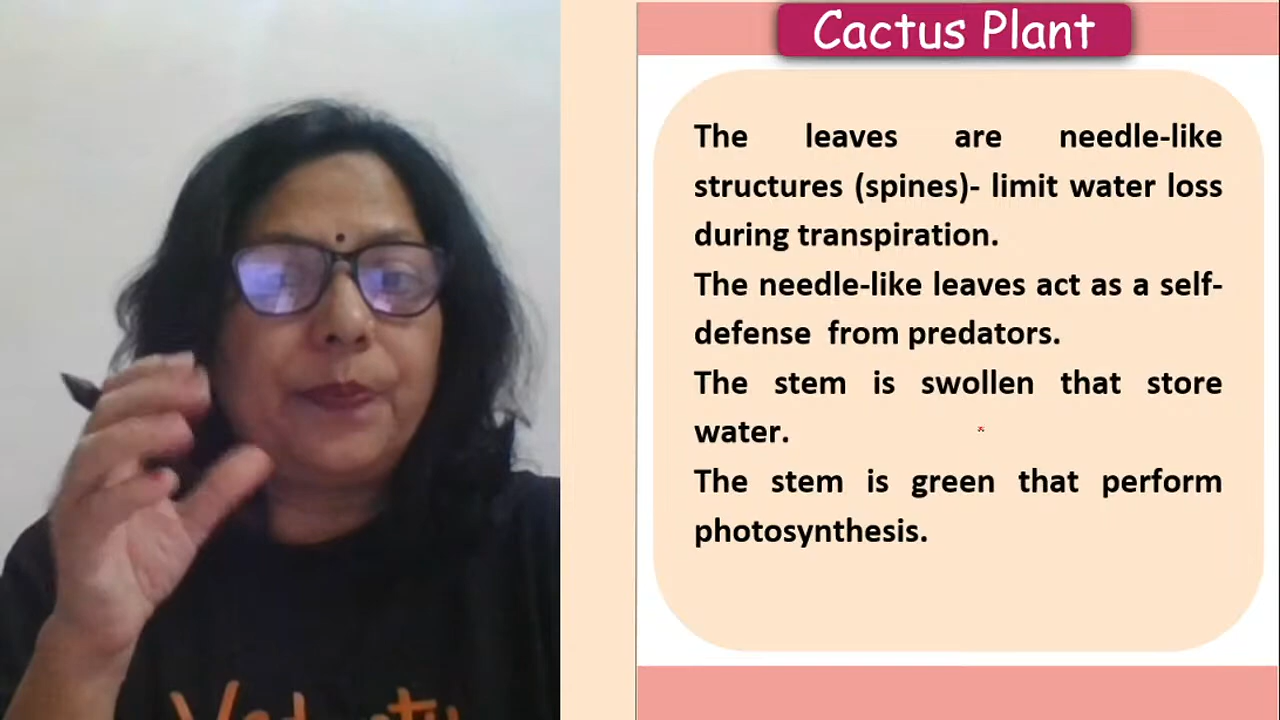 Cactus Plant
The leaves are needle-like
structures (spines)- limit water loss
during transpiration.
The needle-like leaves act as a self-
defense from predators.
The stem is swollen that store
water.
The stem is green that perform
photosynthesis.